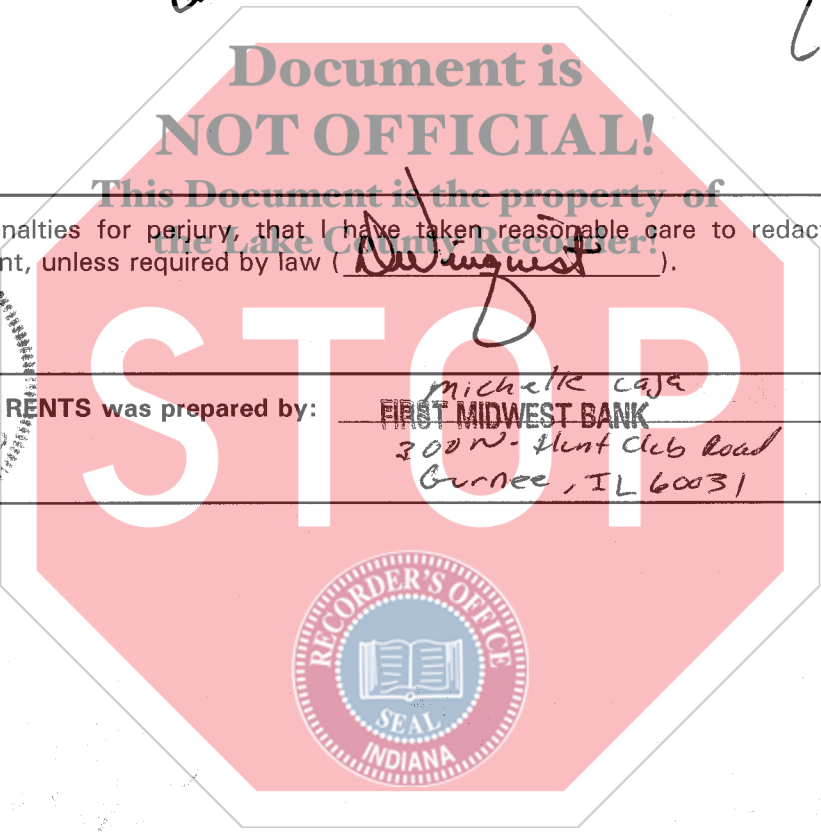 Document is
NOT OFFICIAL!
This Document is the property of
the Lake County Recorder!
nalties for perjury, that I have taken reasonable care to redact
nt, unless required by law ( ).
STOP
michelle casa
RENTS was prepared by: FIRST MIDWEST BANK
300 N- Hunt Club Road
Gurnee, IL 60031
RECORDER'S OFFICE
SEAL
INDIANA